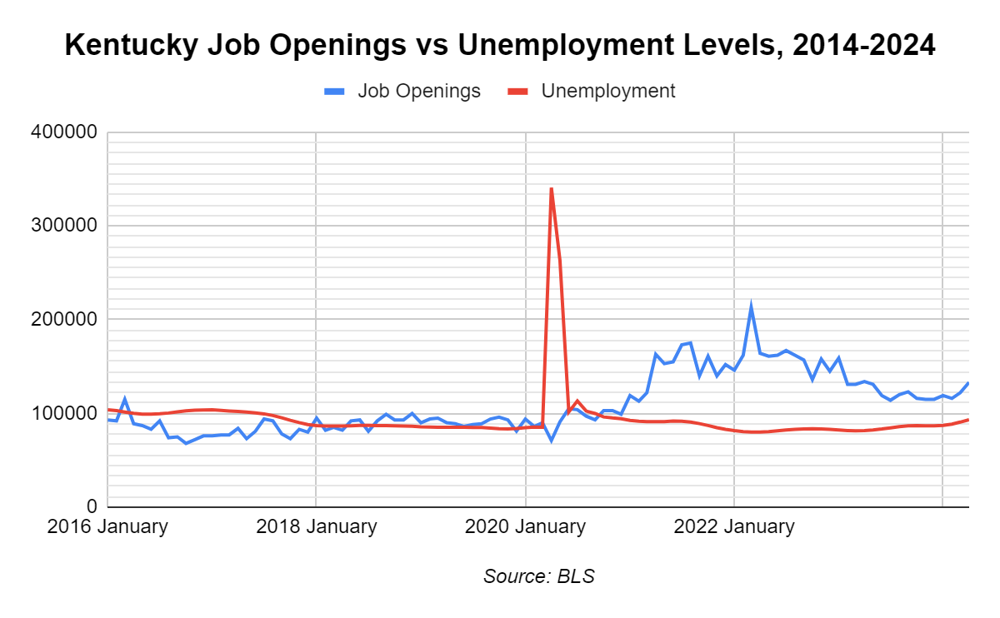 Kentucky Job Openings vs Unemployment Levels, 2014-2024
Job Openings Unemployment
400000
300000
200000
100000
0
2016 January 2018 January 2020 January 2022 January
Source: BLS